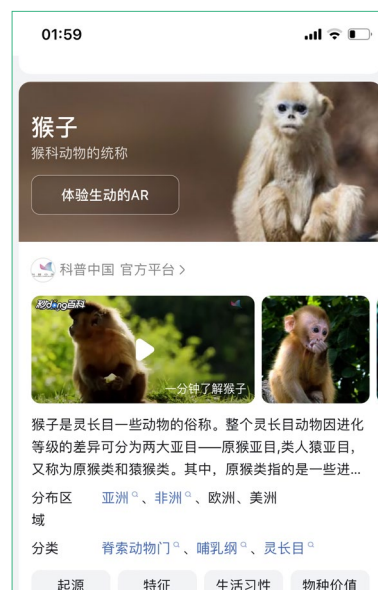 01:59
猴子
猴科动物的统称
体验生动的AR
科普中国 官方平台
秒dong百科
一分钟了解猴子
猴子是灵长目一些动物的俗称。整个灵长目动物因进化
等级的差异可分为两大亚目——原猴亚目,类人猿亚目,
又称为原猴类和猿猴类。其中，原猴类指的是一些进...
分布区域 亚洲、非洲、欧洲、美洲
分类 脊索动物门、哺乳纲、灵长目
起源 特征 生活习性 物种价值